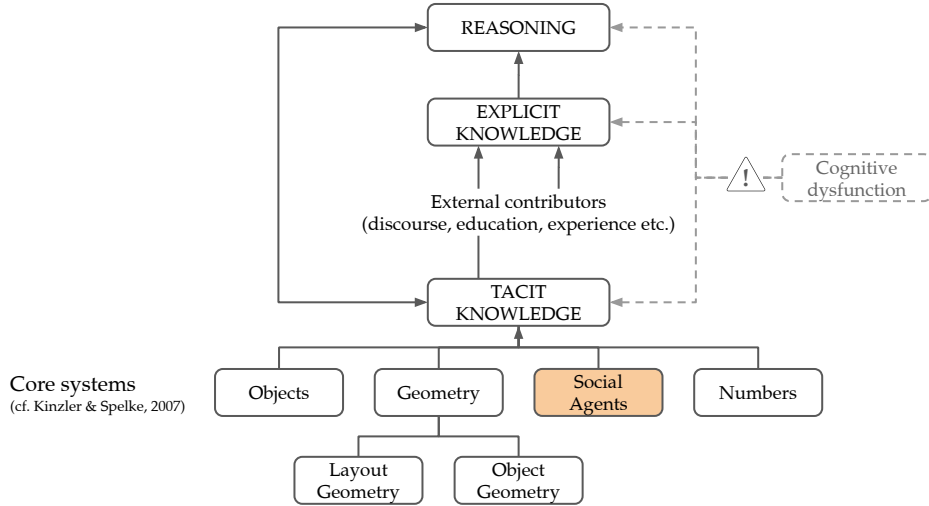 REASONING
EXPLICIT
KNOWLEDGE
!
Cognitive
dysfunction
External contributors
(discourse, education, experience etc.)
TACIT
KNOWLEDGE
Core systems
(cf. Kinzler & Spelke, 2007)
Objects
Geometry
Social
Agents
Numbers
Layout
Geometry
Object
Geometry